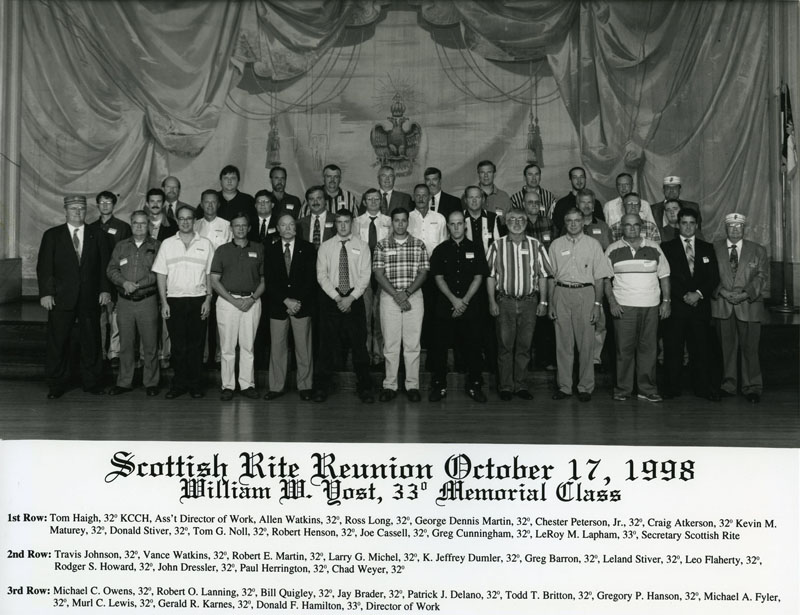 Scottish Rite Reunion October 17, 1998
William W. Yost, 33° Memorial Class
1st Row: Tom Haigh, 32° KCCH, Ass't Director of Work, Allen Watkins, 32°, Ross Long, 32°, George Dennis Martin, 32°, Chester Peterson, Jr., 32°, Craig Atkerson, 32° Kevin M.
Maturey, 32°, Donald Stiver, 32°, Tom G. Noll, 32°, Robert Henson, 32°, Joe Cassell, 32°, Greg Cunningham, 32°, LeRoy M. Lapham, 33°, Secretary Scottish Rite
2nd Row: Travis Johnson, 32°, Vance Watkins, 32°, Robert E. Martin, 32°, Larry G. Michel, 32°, K. Jeffrey Dumler, 32°, Greg Barron, 32°, Leland Stiver, 32°, Leo Flaherty, 32°,
Rodger S. Howard, 32°, John Dressler, 32°, Paul Herrington, 32°, Chad Weyer, 32°
3rd Row: Michael C. Owens, 32°, Robert O. Lanning, 32°, Bill Quigley, 32°, Jay Brader, 32°, Patrick J. Delano, 32°, Todd T. Britton, 32°, Gregory P. Hanson, 32°, Michael A. Fyler,
32°, Murl C. Lewis, 32°, Gerald R. Karnes, 32°, Donald F. Hamilton, 33°, Director of Work